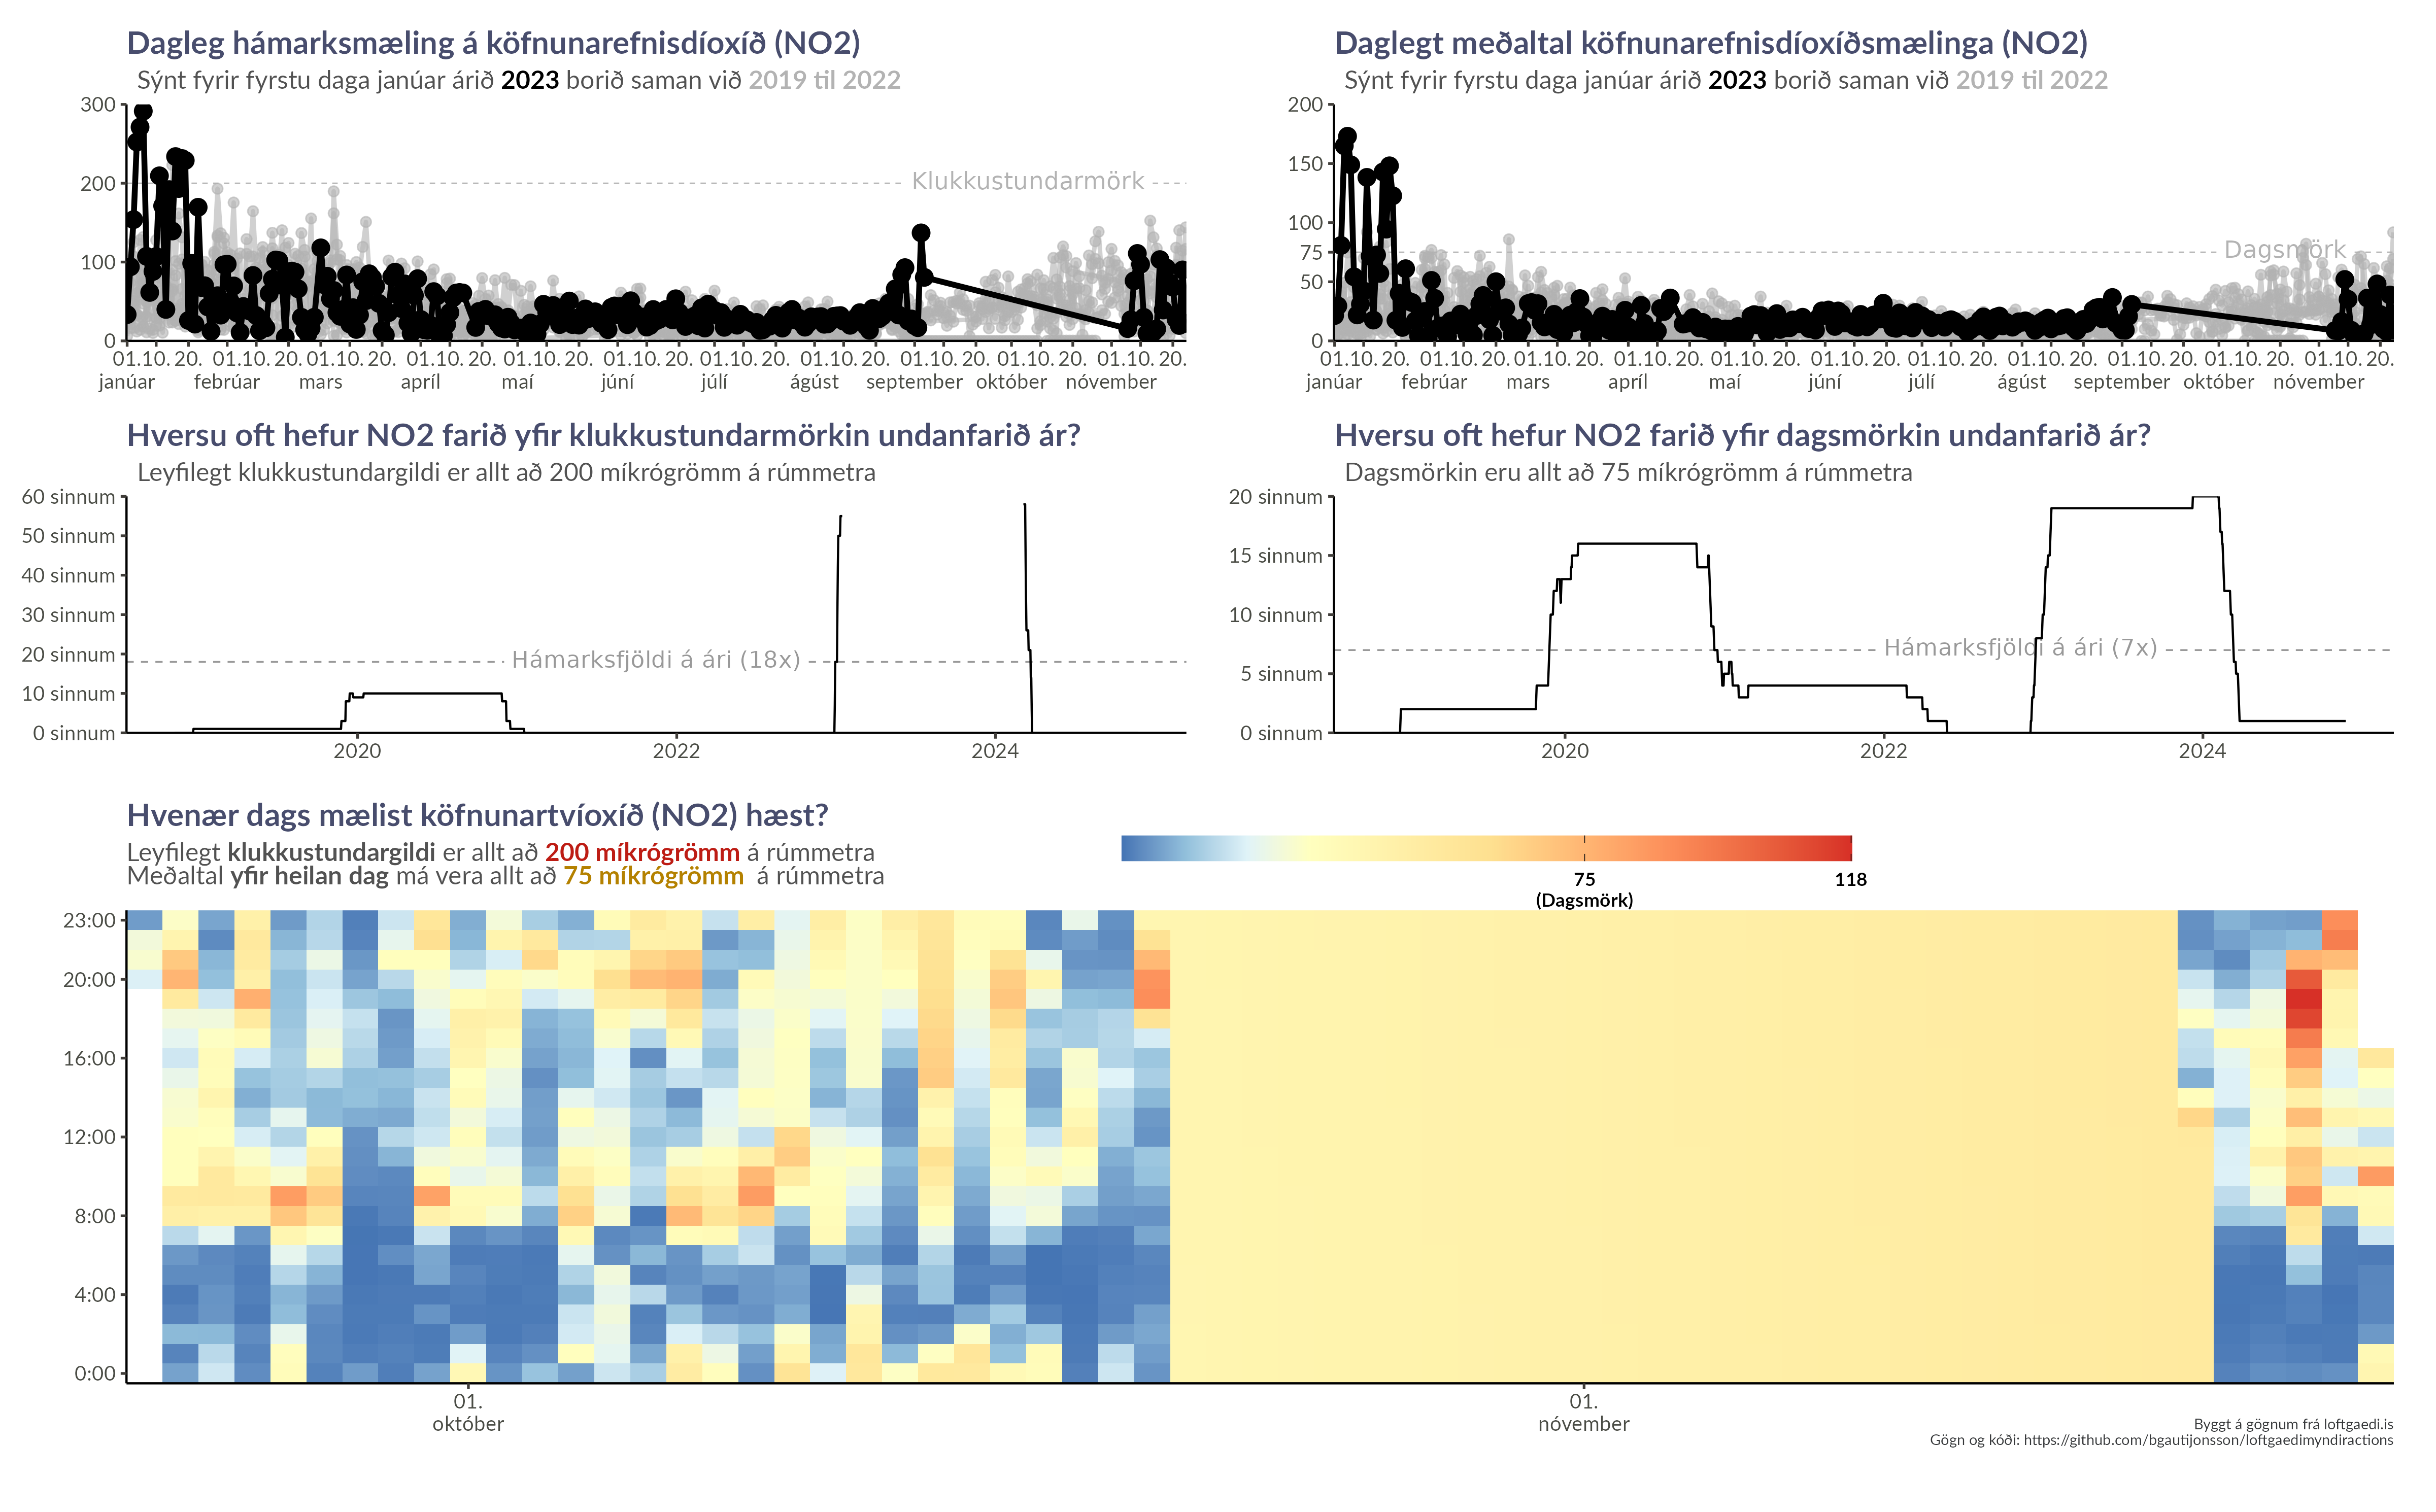 Dagleg hámarksmæling á köfnunarefnisdíoxíð (NO2)
Sýnt fyrir fyrstu daga janúar árið 2023 borið saman við 2019 til 2022
300
200
100
0
Klukkustundarmörk
01. 10. 20. 01. 10. 20. 01. 10. 20. 01. 10. 20. 01. 10. 20. 01. 10. 20. 01. 10. 20. 01. 10. 20. 01. 10. 20. 01. 10. 20. 01. 10. 20.
janúar febrúar mars apríl maí júní júlí ágúst september október nóvember
Daglegt meðaltal köfnunarefnisdíoxíðsmælinga (NO2)
Sýnt fyrir fyrstu daga janúar árið 2023 borið saman við 2019 til 2022
200
150
100
75
50
0
Dagsmörk
01. 10. 20. 01. 10. 20. 01. 10. 20. 01. 10. 20. 01. 10. 20. 01. 10. 20. 01. 10. 20. 01. 10. 20. 01. 10. 20. 01. 10. 20. 01. 10. 20.
janúar febrúar mars apríl maí júní júlí ágúst september október nóvember
Hversu oft hefur NO2 farið yfir klukkustundarmörkin undanfarið ár?
Leyfilegt klukkustundargildi er allt að 200 míkrógrömm á rúmmetra
60 sinnum
50 sinnum
40 sinnum
30 sinnum
20 sinnum
10 sinnum
0 sinnum
Hámarksfjöldi á ári (18x)
2020 2022 2024
Hversu oft hefur NO2 farið yfir dagsmörkin undanfarið ár?
Dagsmörkin eru allt að 75 míkrógrömm á rúmmetra
20 sinnum
15 sinnum
10 sinnum
5 sinnum
0 sinnum
Hámarksfjöldi á ári (7x)
2020 2022 2024
Hvenær dags mælist köfnunartvíoxíð (NO2) hæst?
Leyfilegt klukkustundargildi er allt að 200 míkrógrömm á rúmmetra
Meðaltal yfir heilan dag má vera allt að 75 míkrógrömm á rúmmetra
75 118
(Dagsmörk)
23:00
20:00
16:00
12:00
8:00
4:00
0:00
01. 01.
október nóvember
Byggt á gögnum frá loftgaedi.is
Gögn og kóði: https://github.com/bgautijonsson/loftgaedimyndiractions